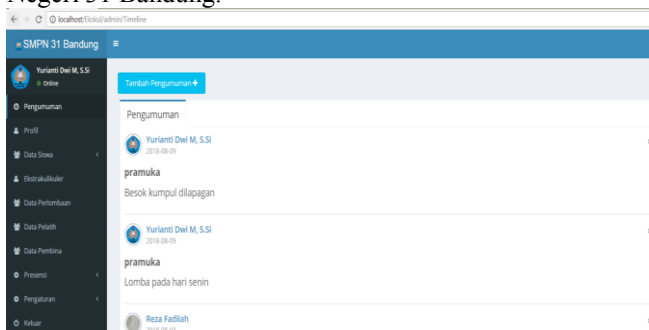 Negeri 31 Bandung.
localhost/Ekskul/admin/Timeline
SMPN 31 Bandung
Yurianti Dwi M, S.Si
Online
Tambah Pengumuman +
Pengumuman
Profil
Data Siswa
Ekstrakulikuler
Data Perlombaan
Data Pelatih
Data Pembina
Presensi
Pengaturan
Keluar
Pengumuman
Yurianti Dwi M, S.Si
2018-08-09
pramuka
Besok kumpul dilapagan
Yurianti Dwi M, S.Si
2018-08-09
pramuka
Lomba pada hari senin
Reza Fadilah